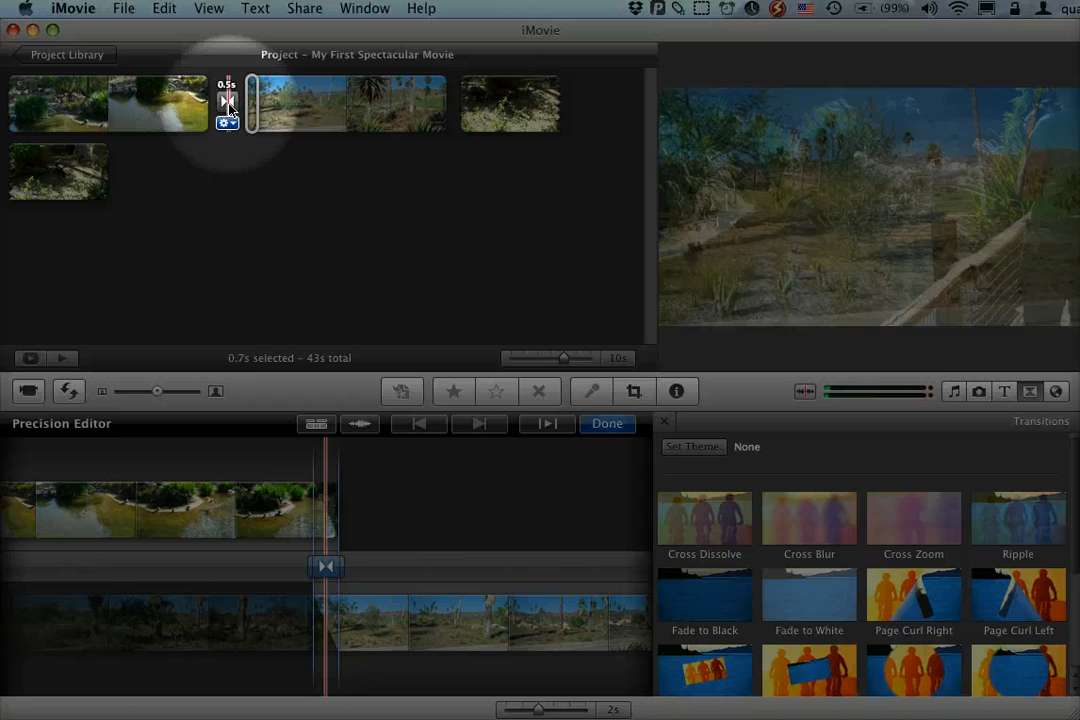 iMovie File Edit View Text Share Window Help (99%)
iMovie
Project Library
Project - My First Spectacular Movie
0.5s
0.7s selected - 43s total
10s
Precision Editor
Done
Transitions
Set Theme: None
Cross Dissolve Cross Blur Cross Zoom Ripple
Fade to Black Fade to White Page Curl Right Page Curl Left
2s